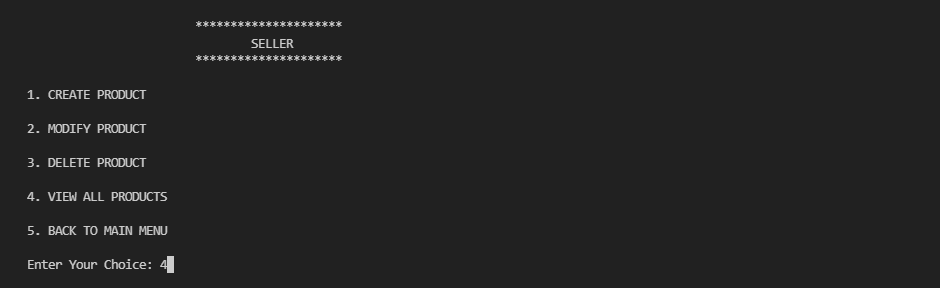 *********************
SELLER
*********************
1. CREATE PRODUCT
2. MODIFY PRODUCT
3. DELETE PRODUCT
4. VIEW ALL PRODUCTS
5. BACK TO MAIN MENU
Enter Your Choice: 4